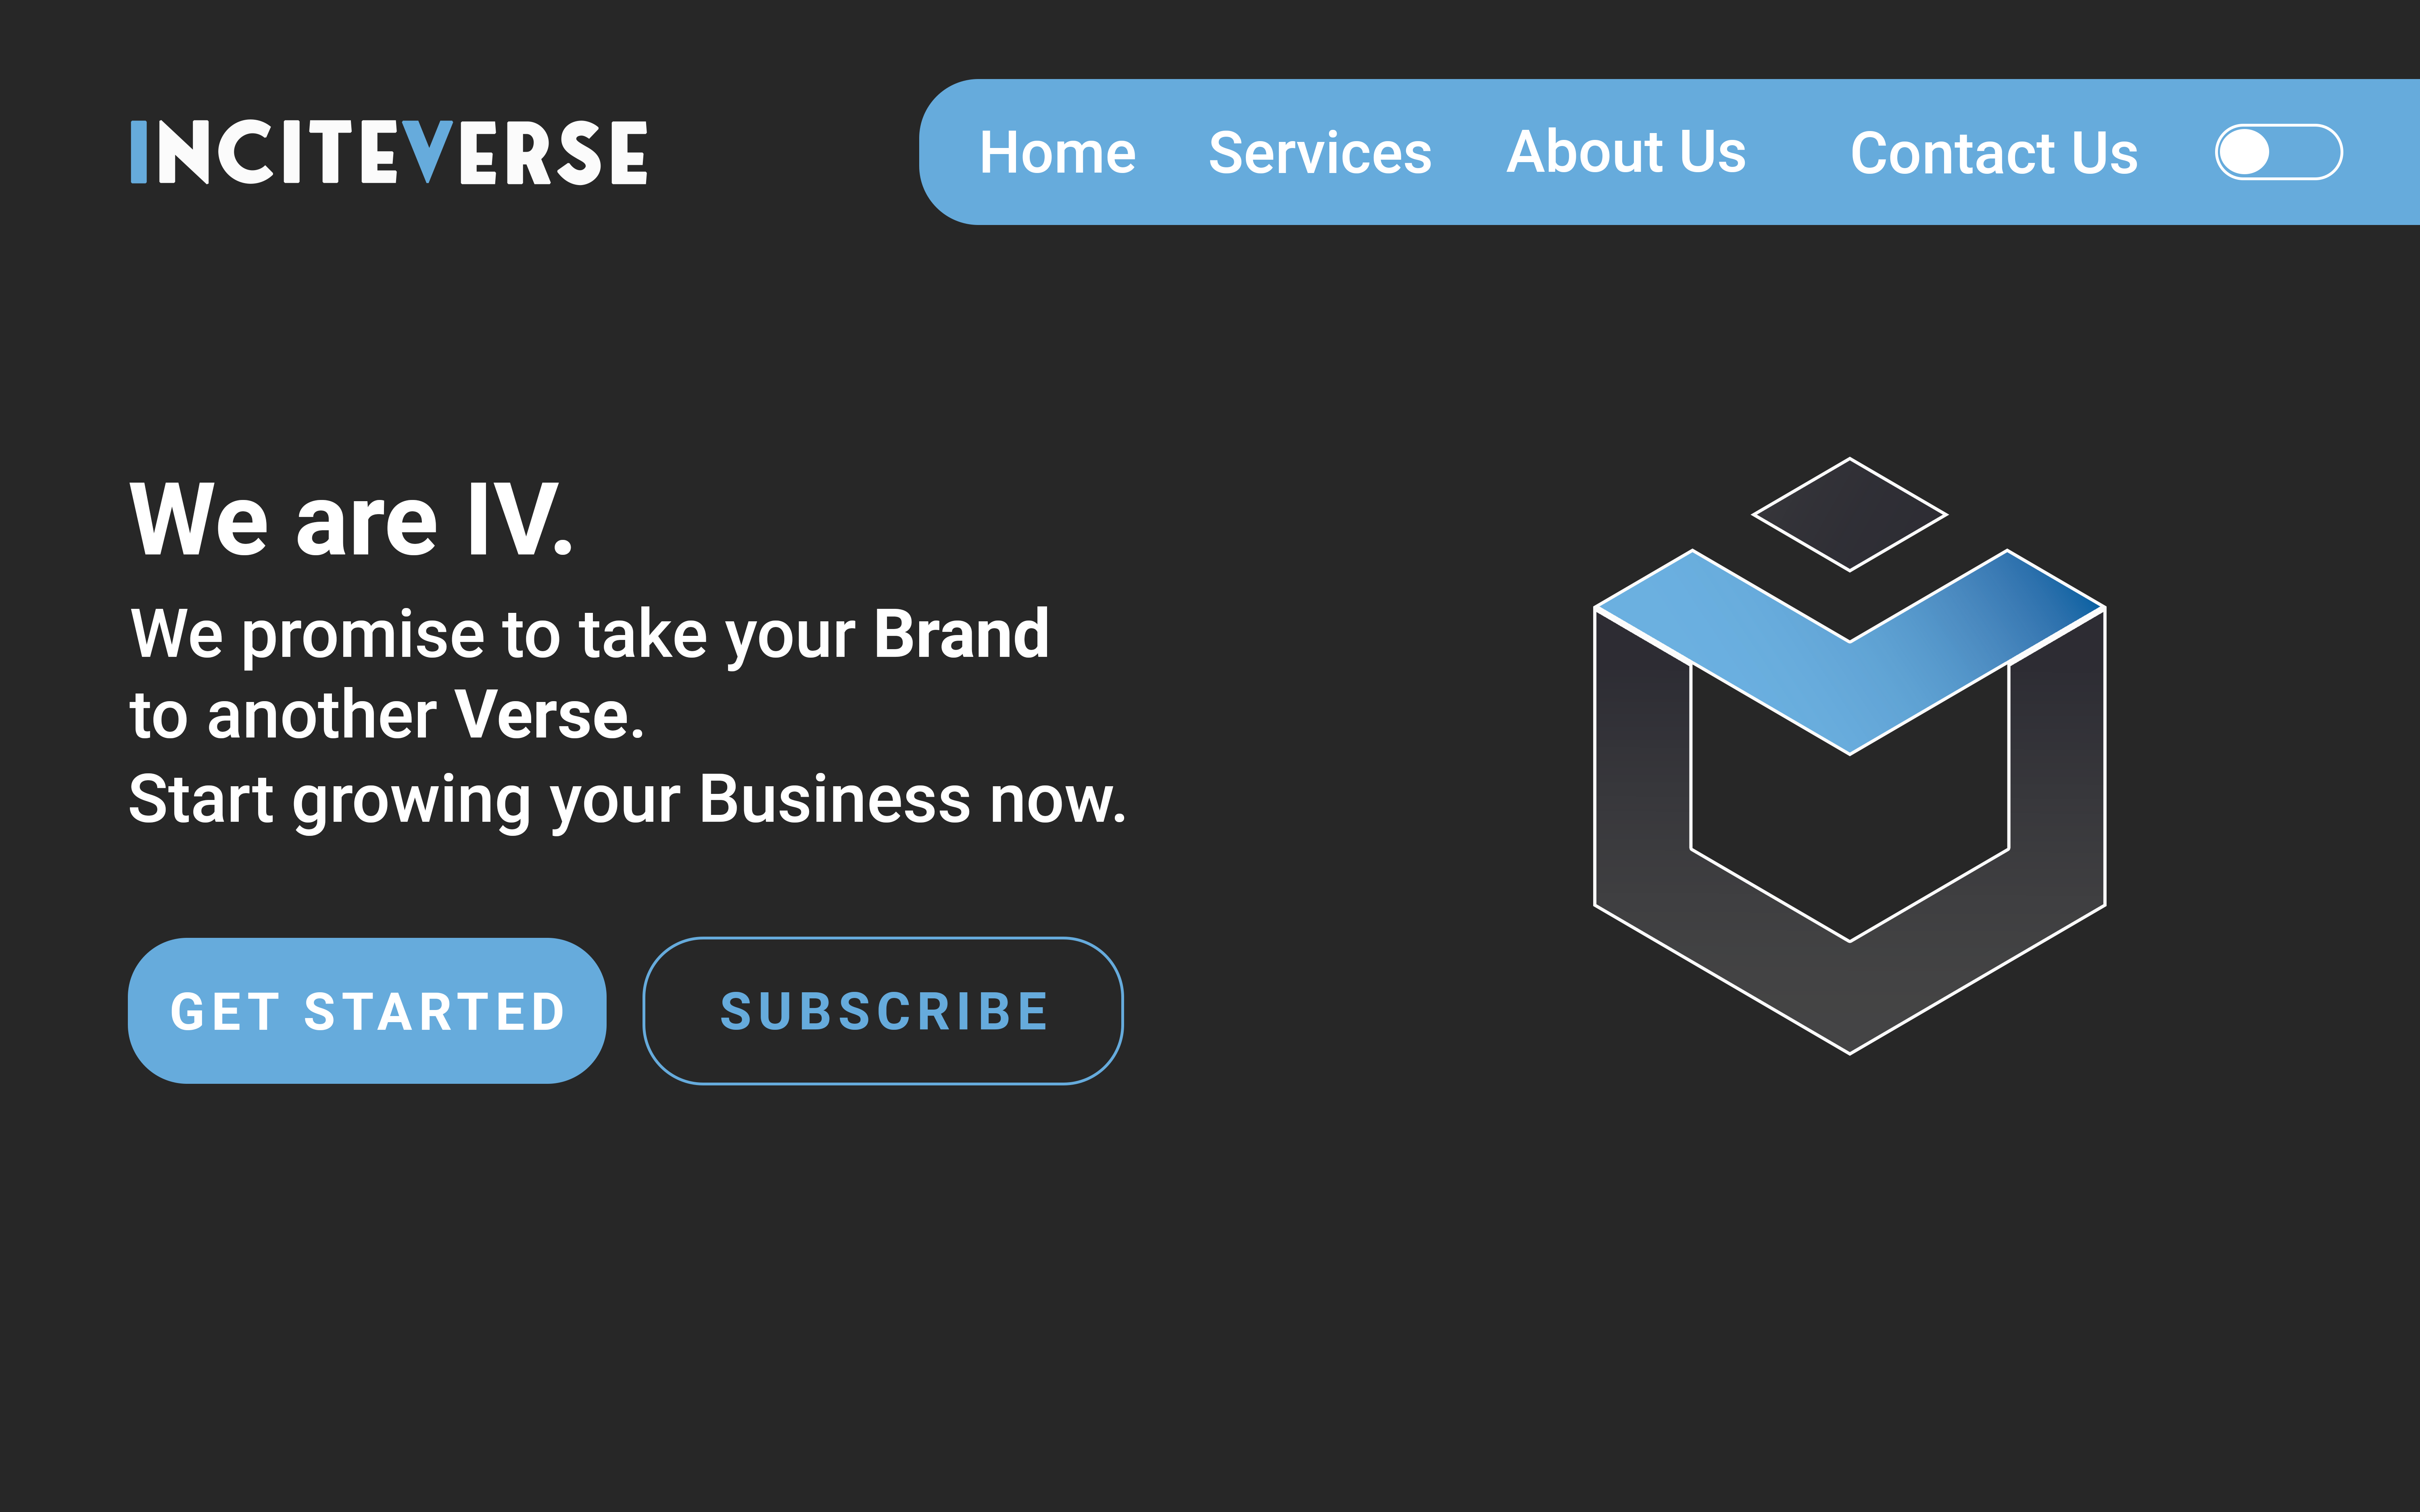 INCITEVERSE
Home Services About Us Contact Us
We are IV.
We promise to take your Brand
to another Verse.
Start growing your Business now.
GET STARTED
SUBSCRIBE